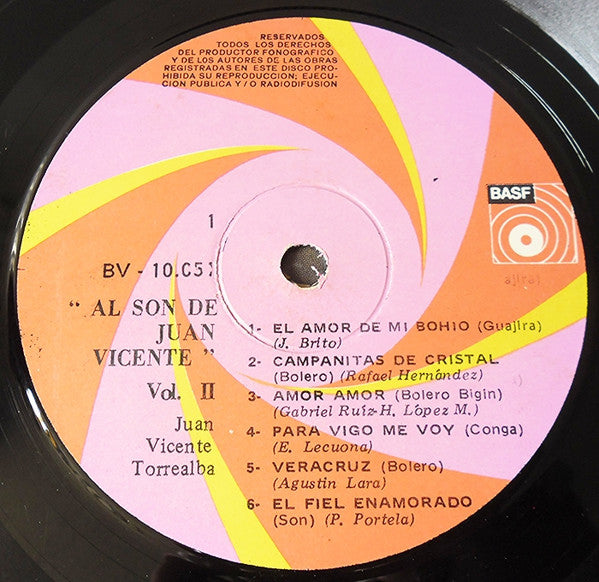 RESERVADOS
TODOS LOS DERECHOS
DEL PRODUCTOR FONOGRAFICO
Y DE LOS AUTORES DE LAS OBRAS
REGISTRADAS EN ESTE DISCO PRO-
HIBIDA SU REPRODUCCION; EJECU-
CION PUBLICA Y/O RADIODIFUSION
BASF
1
BV - 10.051
" AL SON DE
JUAN
VICENTE "
Vol. II
Juan
Vicente
Torrealba
1- EL AMOR DE MI BOHIO (Guajira)
(J. Brito)
2- CAMPANITAS DE CRISTAL
(Bolero) (Rafael Hernández)
3- AMOR AMOR (Bolero Bigin)
(Gabriel Ruíz-H. López M.)
4- PARA VIGO ME VOY (Conga)
(E. Lecuona)
5- VERACRUZ (Bolero)
(Agustin Lara)
6- EL FIEL ENAMORADO
(Son) (P. Portela)